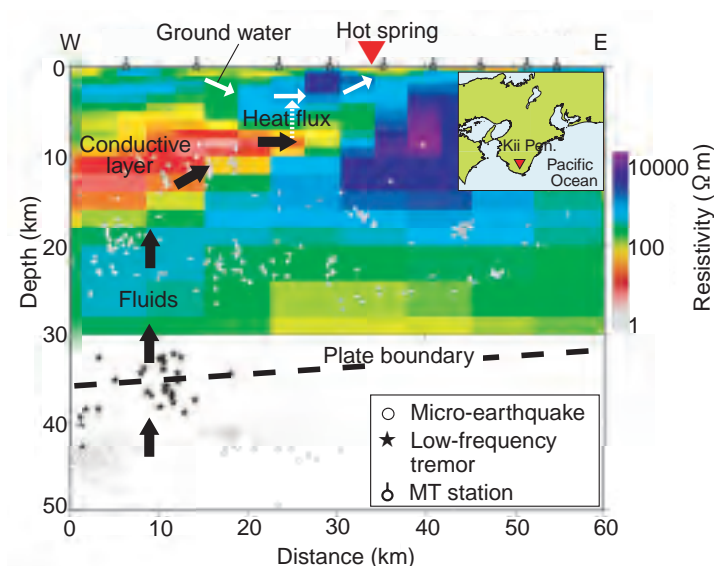 W
Ground water
Hot spring
E
0
10
20
30
40
50
Depth (km)
Heat flux
Conductive
layer
Fluids
Plate boundary
Kii Pen.
Pacific
Ocean
10000
100
1
Resistivity (Ω m)
Micro-earthquake
Low-frequency
tremor
MT station
0
10
20
30
40
50
60
Distance (km)